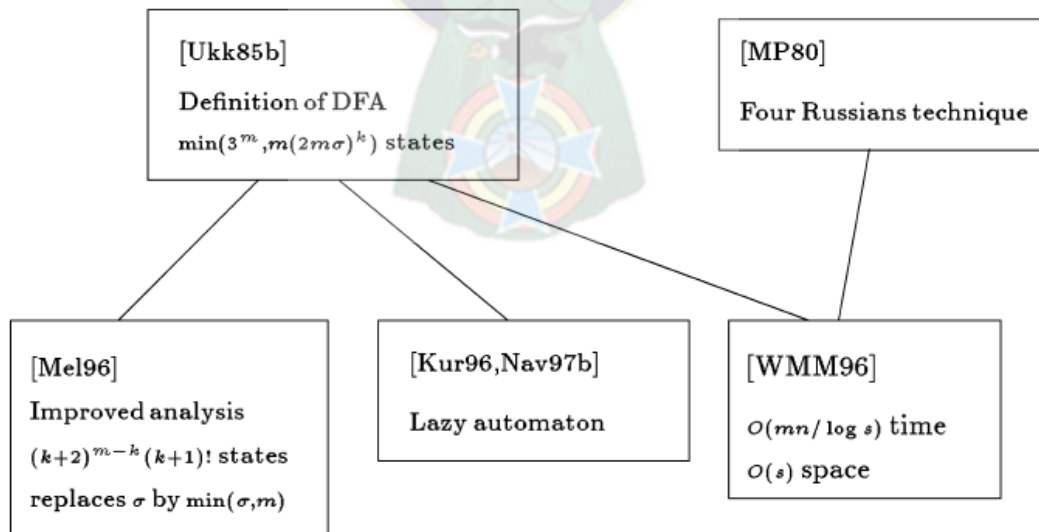 [Ukk85b]
Definition of DFA
min(3^m,m(2mσ)^k) states
[MP80]
Four Russians technique
[Mel96]
Improved analysis
(k+2)^{m−k}(k+1)! states
replaces σ by min(σ,m)
[Kur96,Nav97b]
Lazy automaton
[WMM96]
O(mn/ log s) time
O(s) space